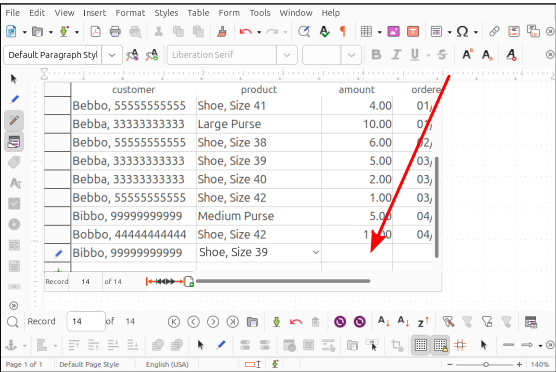 File Edit View Insert Format Styles Table Form Tools Window Help
Default Paragraph Styl Liberation Serif
customer product amount ordere
Bebbo, 55555555555 Shoe, Size 41 4.00 01/
Bebba, 33333333333 Large Purse 10.00 01/
Bebbo, 55555555555 Shoe, Size 38 6.00 02/
Bebba, 33333333333 Shoe, Size 39 5.00 03/
Bebba, 33333333333 Shoe, Size 40 2.00 03/
Bebbo, 55555555555 Shoe, Size 42 1.00 03/
Bibbo, 99999999999 Medium Purse 5.00 04/
Bobbo, 44444444444 Shoe, Size 42 04/
Bibbo, 99999999999 Shoe, Size 39
Record 14 of 14
Record 14 of 14
Page 1 of 1 Default Page Style English (USA) 140%